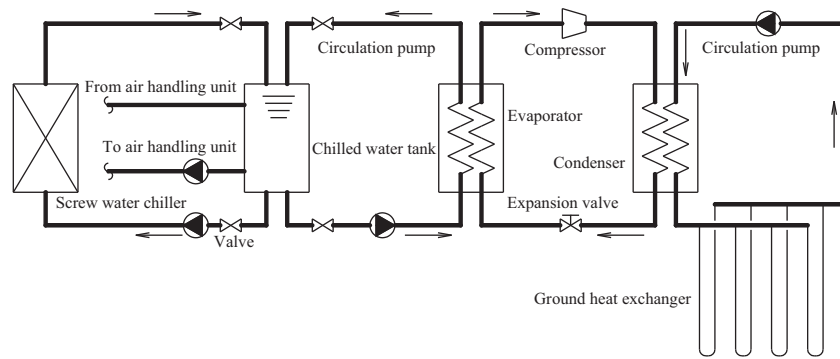 Circulation pump
Compressor
Circulation pump
From air handling unit
Evaporator
To air handling unit
Chilled water tank
Condenser
Screw water chiller
Expansion valve
Valve
Ground heat exchanger